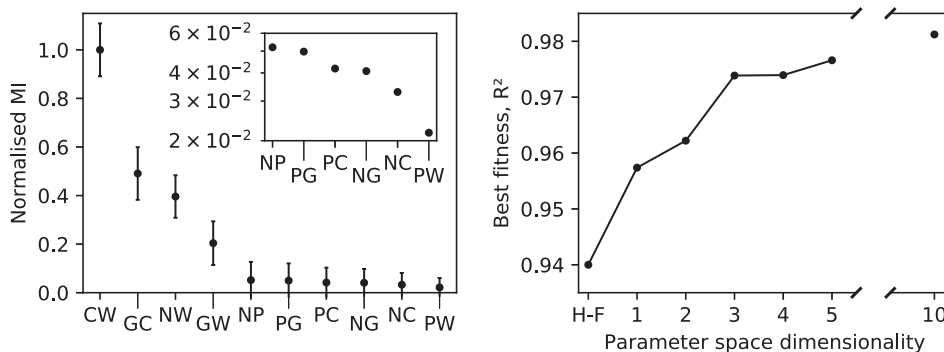 Normalised MI
1.0
0.8
0.6
0.4
0.2
0.0
CW
GC
NW
GW
NP
PG
PC
NG
NC
PW
6 × 10⁻²
4 × 10⁻²
3 × 10⁻²
2 × 10⁻²
NP
PG
PC
NG
NC
PW
Best fitness, R²
0.98
0.97
0.96
0.95
0.94
H-F 1 2 3 4 5 10
Parameter space dimensionality